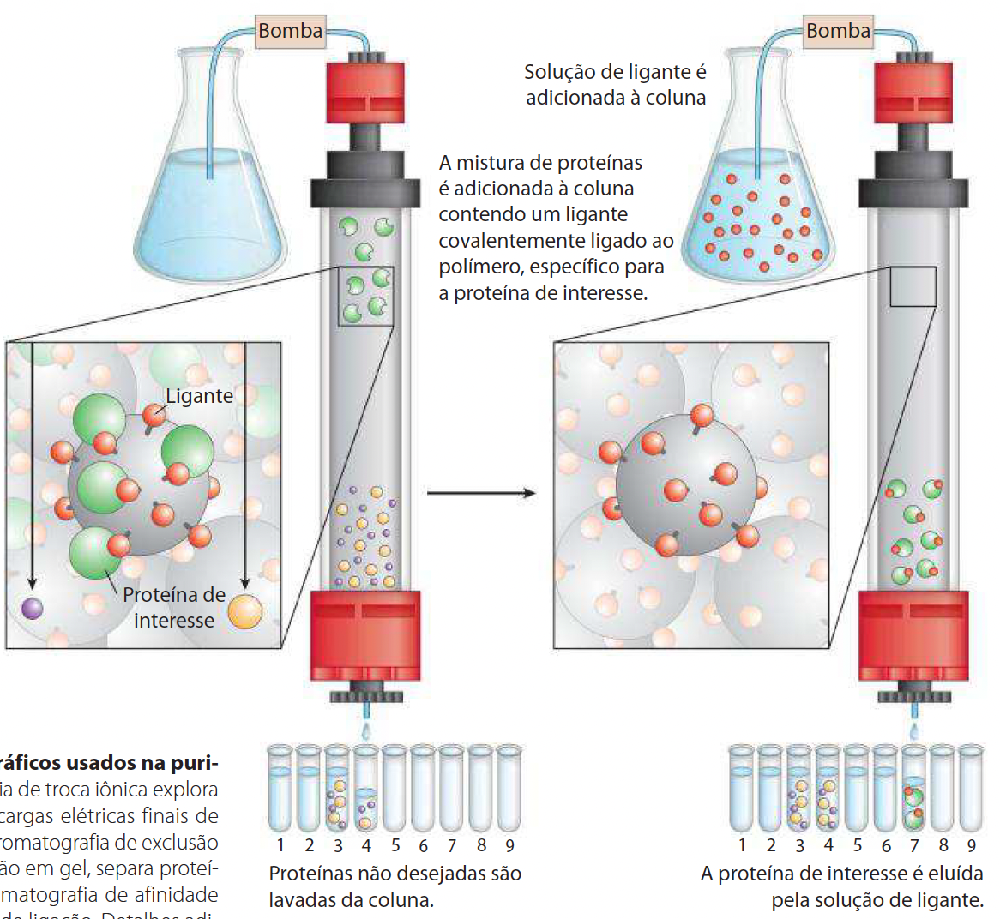 Bomba
Bomba
Solução de ligante é
adicionada à coluna
A mistura de proteínas
é adicionada à coluna
contendo um ligante
covalentemente ligado ao
polímero, específico para
a proteína de interesse.
Ligante
Proteína de
interesse
1 2 3 4 5 6 7 8 9
Proteínas não desejadas são
lavadas da coluna.
1 2 3 4 5 6 7 8 9
A proteína de interesse é eluída
pela solução de ligante.
ráficos usados na puri-
ia de troca iônica explora
cargas elétricas finais de
romatografia de exclusão
ão em gel, separa proteí-
matografia de afinidade